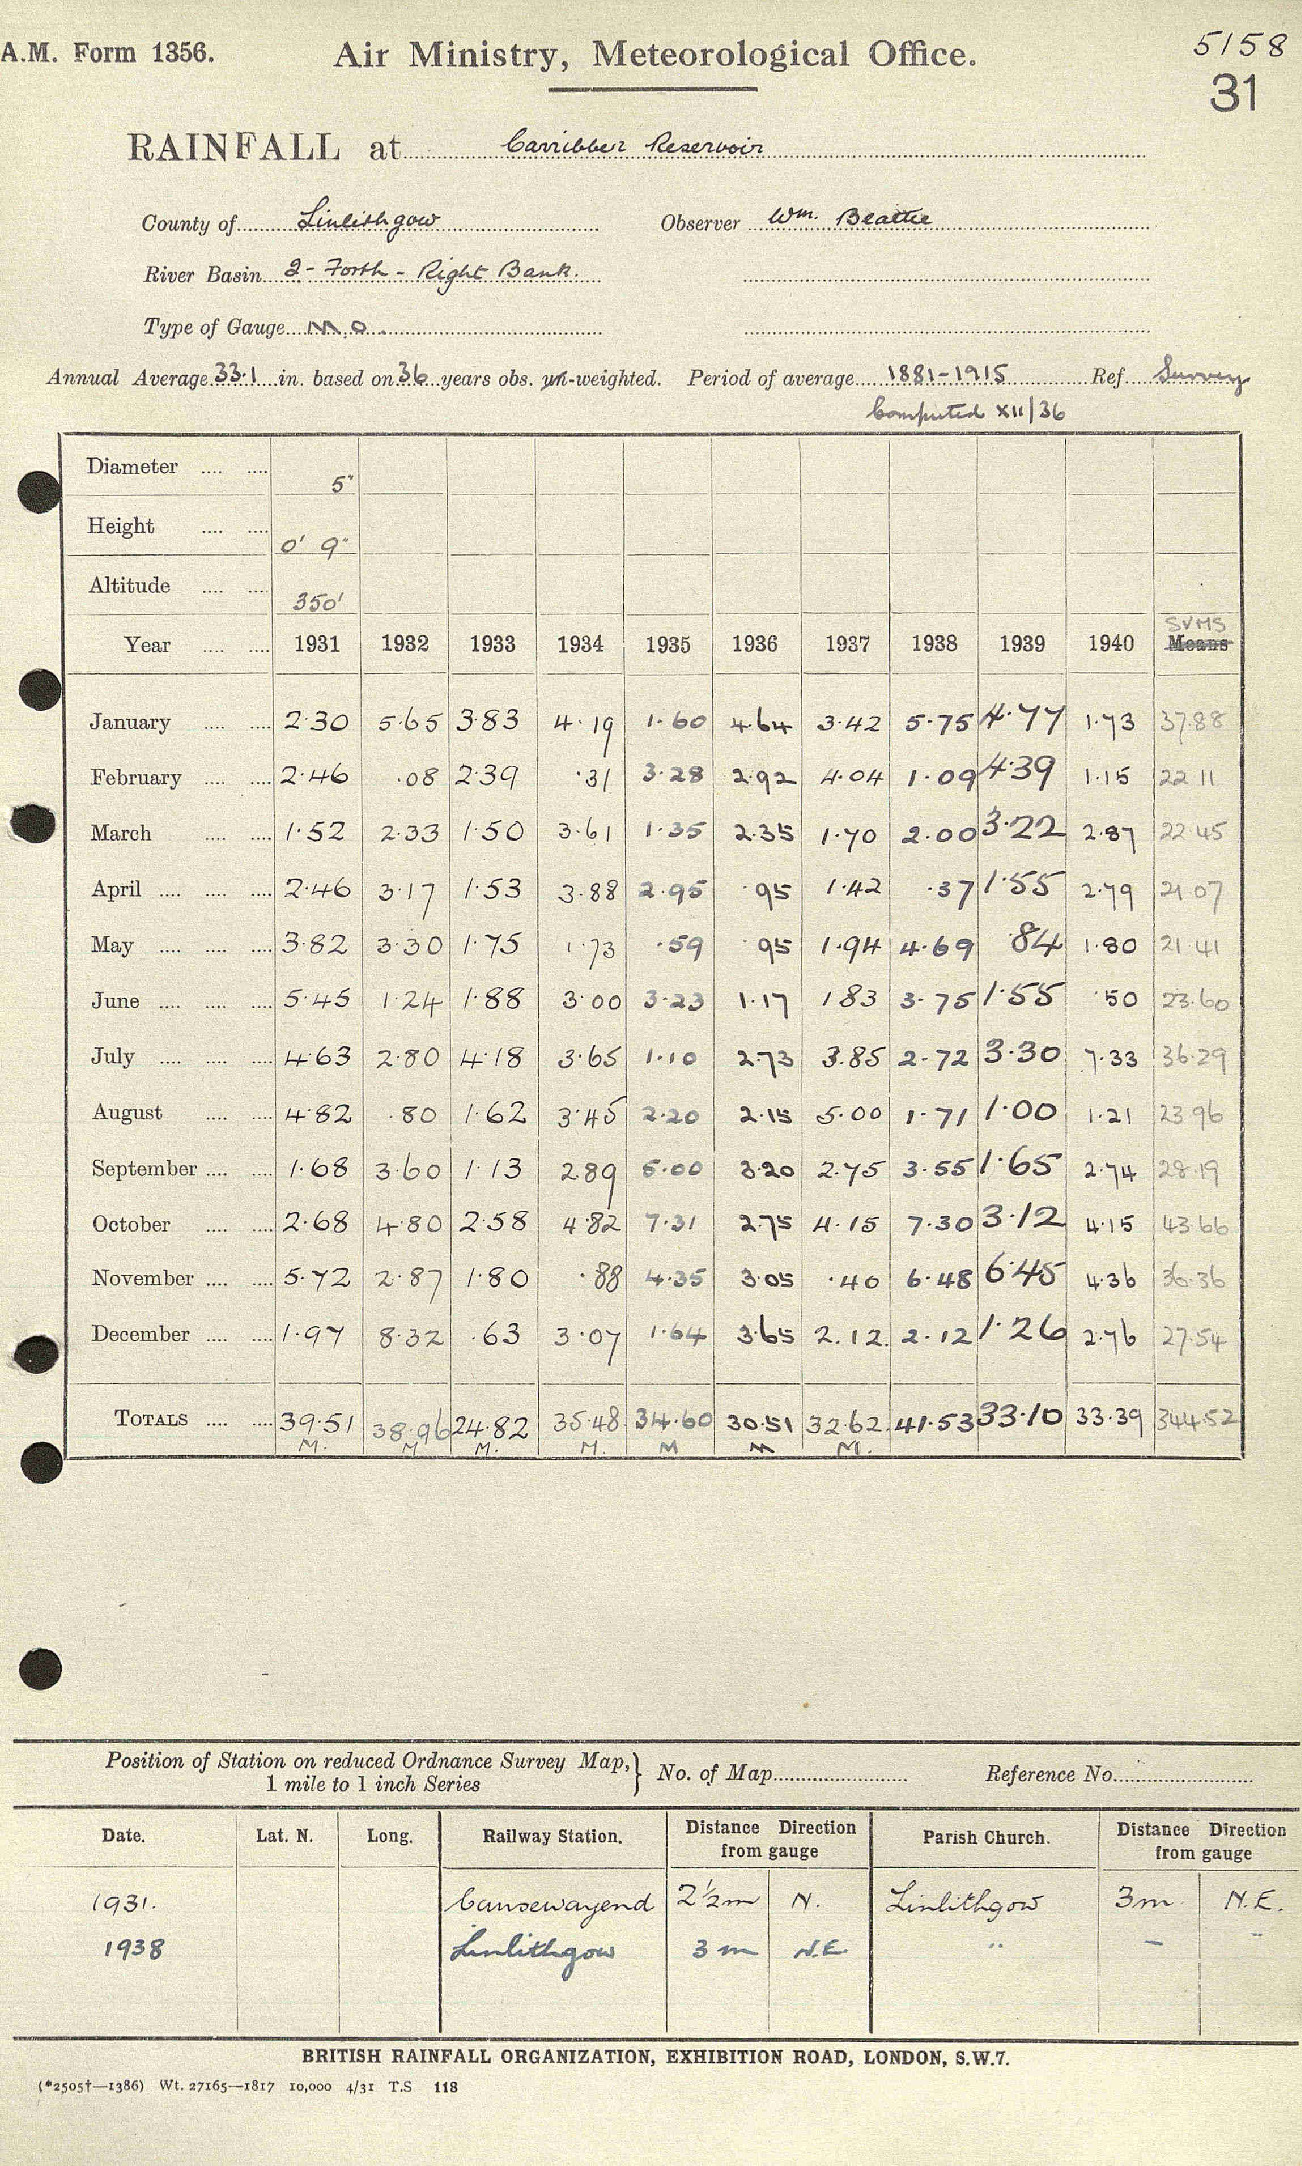 A.M. Form 1356.
Air Ministry, Meteorological Office.
5158
31
RAINFALL at Carribber Reservoir
County of Linlithgow Observer Wm. Beattie
River Basin 2 - Forth - Right Bank.
Type of Gauge M.O.
Annual Average 33.1 in. based on 36 years obs. un-weighted. Period of average 1881-1915 Ref. Survey
Computed XII/36
Diameter .... .... 5"
Height .... .... 0' 9"
Altitude .... .... 350'
SUMS
Year .... .... 1931 1932 1933 1934 1935 1936 1937 1938 1939 1940 Means
January .... .... 2.30 5.65 3.83 4.19 1.60 4.64 3.42 5.75 4.77 1.73 37.88
February .... .... 2.46 .08 2.39 .31 3.28 2.92 4.04 1.09 4.39 1.15 22 11
March .... .... 1.52 2.33 1.50 3.61 1.35 2.35 1.70 2.00 3.22 2.87 22.45
April .... .... .... 2.46 3.17 1.53 3.88 2.95 .95 1.42 .37 1.55 2.79 21 07
May .... .... .... 3.82 3.30 1.75 1.73 .59 .95 1.94 4.69 .84 1.80 21.41
June .... .... .... 5.45 1.24 1.88 3.00 3.23 1.17 1 83 3.75 1.55 .50 23.60
July .... .... .... 4.63 2.80 4.18 3.65 1.10 2.73 3.85 2.72 3.30 7.33 36.29
August .... .... 4.82 .80 1.62 3.45 2.20 2.15 5.00 1.71 1.00 1.21 23 96
September .... .... 1.68 3.60 1.13 2.89 5.00 3.20 2.75 3.55 1.65 2.74 28.19
October .... .... 2.68 4.80 2.58 4.82 7.31 2.75 4.15 7.30 3.12 4.15 43.66
November .... .... 5.72 2.87 1.80 .88 4.35 3.05 .40 6.48 6.45 4.36 36.36
December .... .... 1.97 8.32 .63 3.07 1.64 3.65 2.12 2.12 1.26 2.76 27.54
TOTALS .... .... 39.51 38.96 24.82 35.48 34.60 30.51 32.62 41.53 33.10 33.39 344.52
M. M M. M. M M M.
Position of Station on reduced Ordnance Survey Map, } No. of Map Reference No.
1 mile to 1 inch Series
Date. Lat. N. Long. Railway Station. Distance Direction from gauge Parish Church. Distance Direction from gauge
1931. Causewayend 2½m N. Linlithgow 3m. N.E.
1938 Linlithgow 3 m N.E. " – –
BRITISH RAINFALL ORGANIZATION, EXHIBITION ROAD, LONDON, S.W.7.
(*2505†—1386) Wt. 27165—1817 10,000 4/31 T.S 118